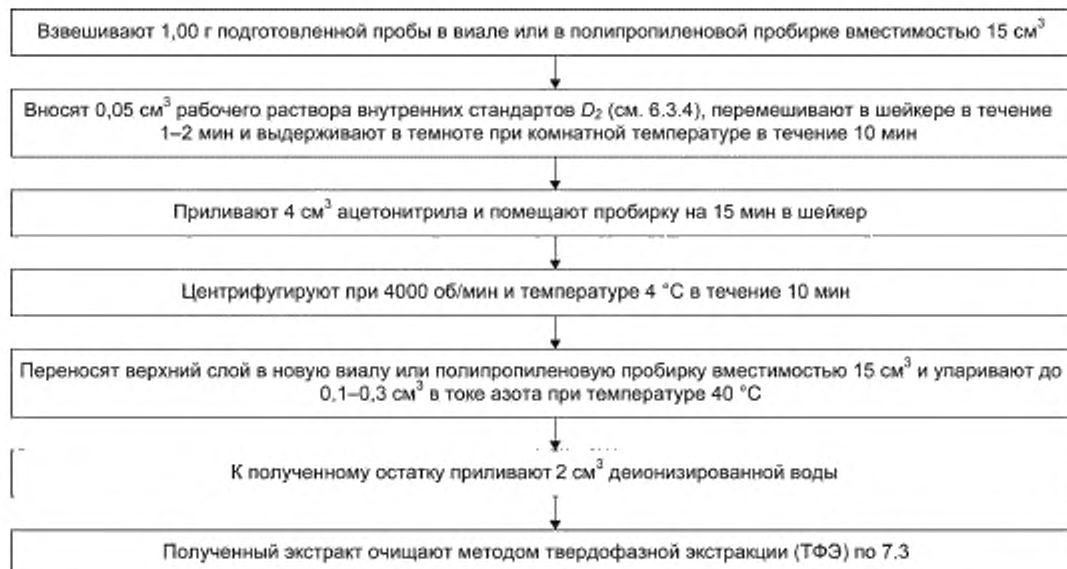 Взвешивают 1,00 г подготовленной пробы в виале или в полипропиленовой пробирке вместимостью 15 см³
Вносят 0,05 см³ рабочего раствора внутренних стандартов D₂ (см. 6.3.4), перемешивают в шейкере в течение
1–2 мин и выдерживают в темноте при комнатной температуре в течение 10 мин
Приливают 4 см³ ацетонитрила и помещают пробирку на 15 мин в шейкер
Центрифугируют при 4000 об/мин и температуре 4 °С в течение 10 мин
Переносят верхний слой в новую виалу или полипропиленовую пробирку вместимостью 15 см³ и упаривают до
0,1–0,3 см³ в токе азота при температуре 40 °С
К полученному остатку приливают 2 см³ деионизированной воды
Полученный экстракт очищают методом твердофазной экстракции (ТФЭ) по 7.3